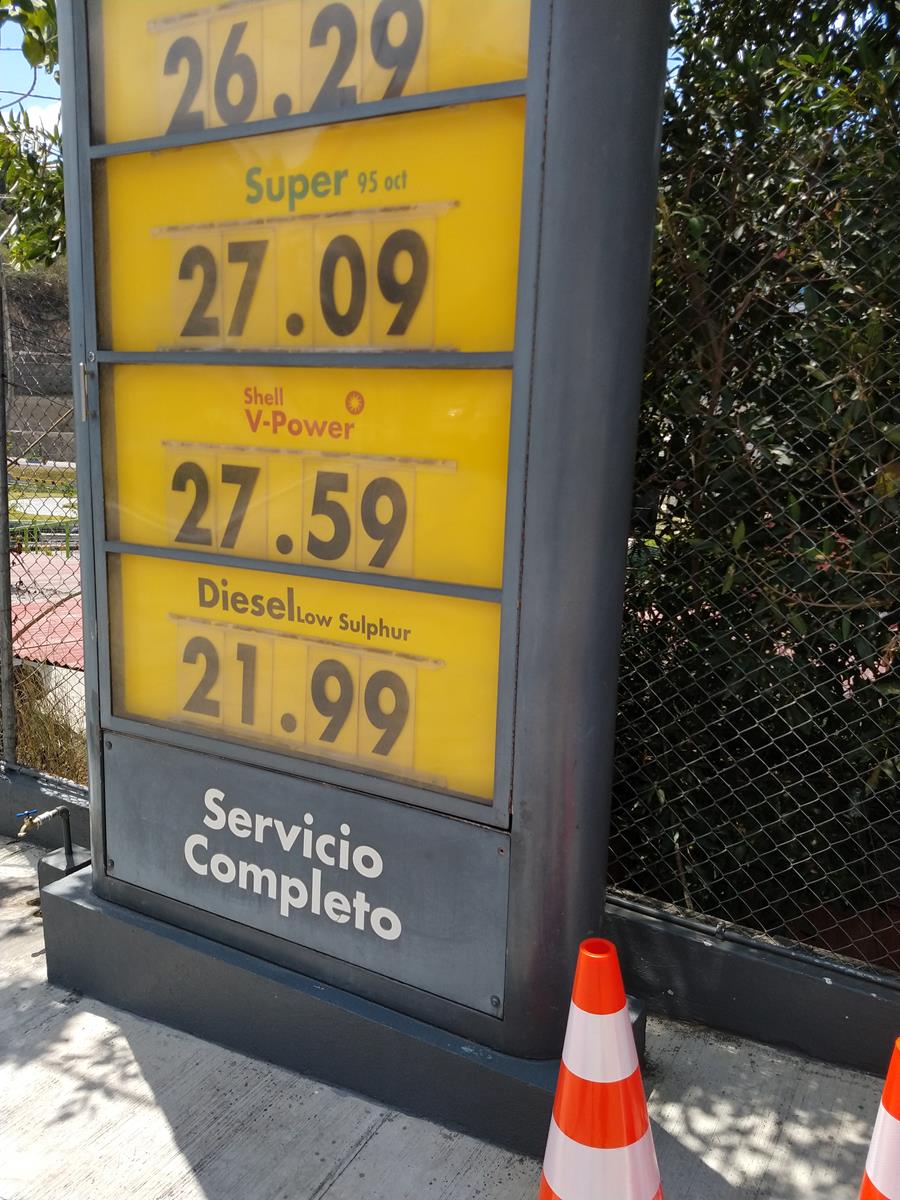 26.29
Super 95 oct
27.09
Shell
V-Power
27.59
Diesel Low Sulphur
21.99
Servicio
Completo